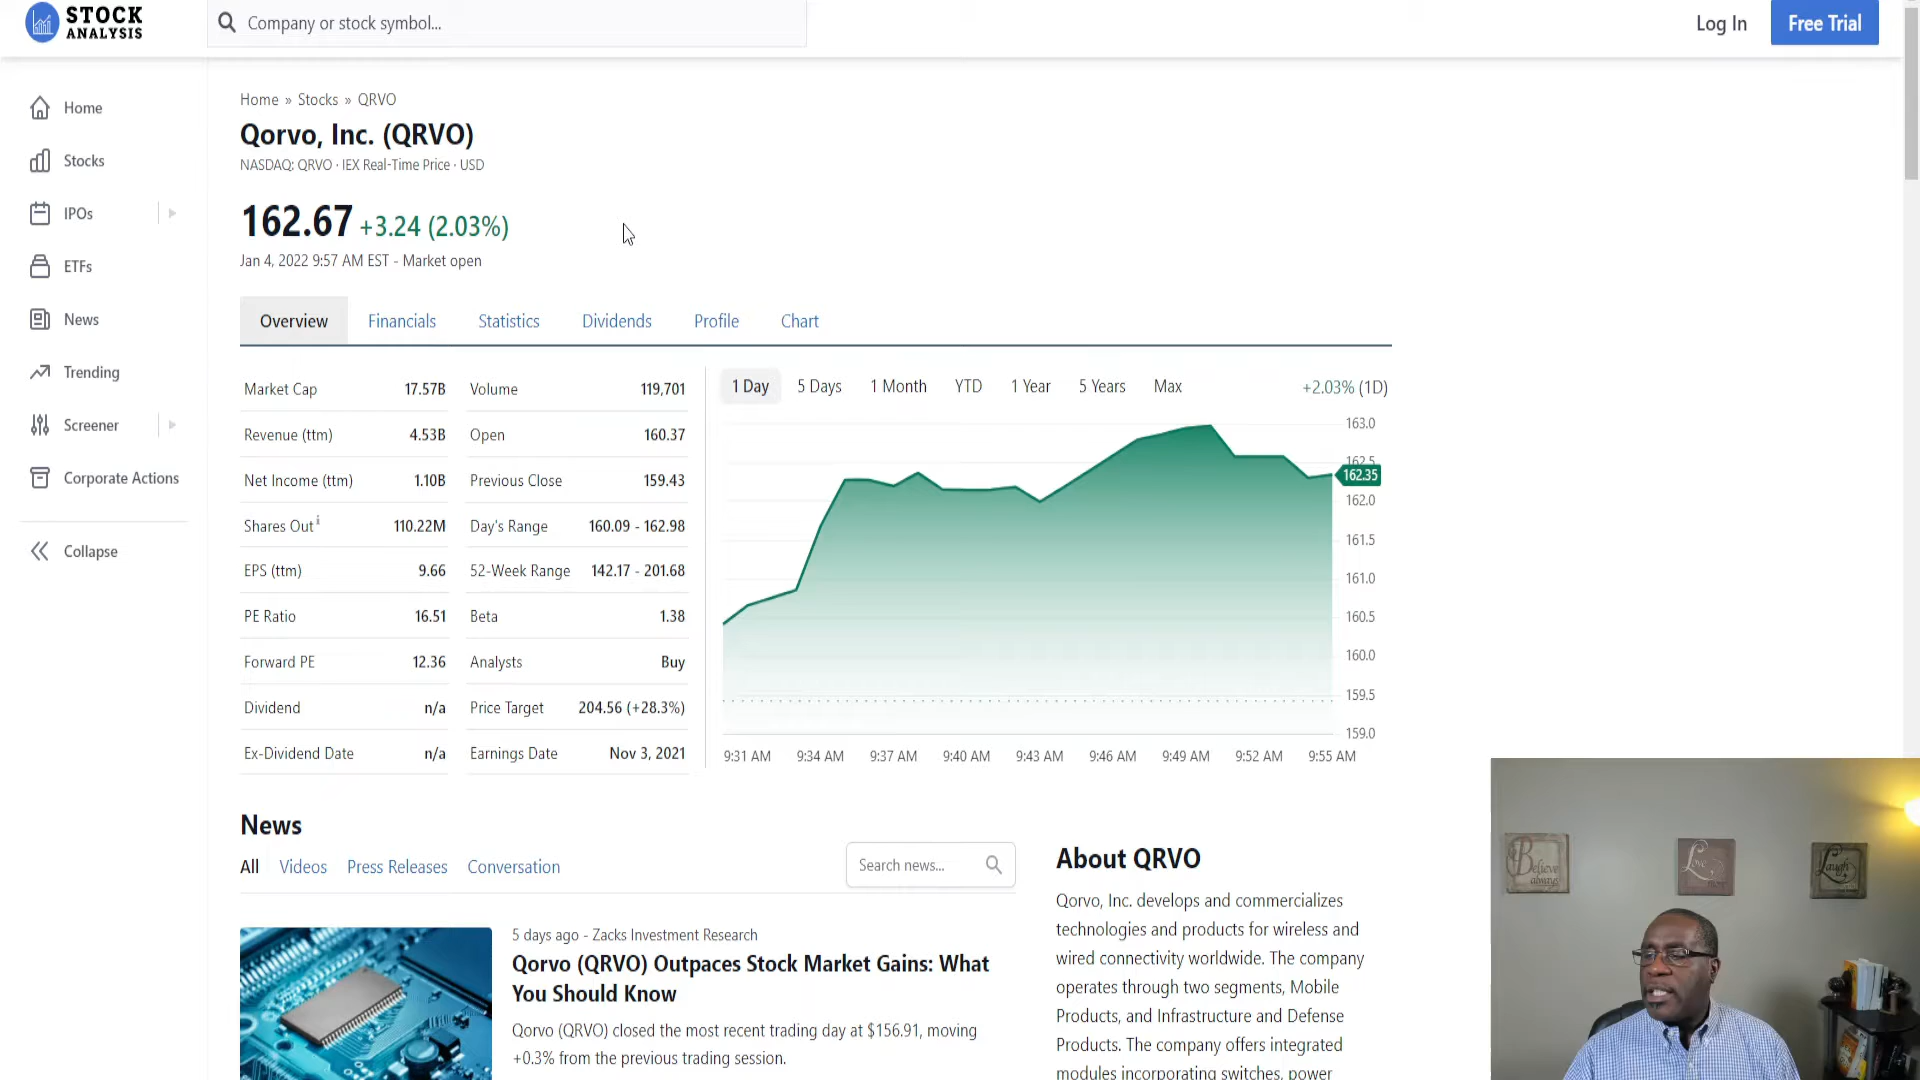 STOCK
ANALYSIS
Company or stock symbol...
Log In
Free Trial
Home
Stocks
IPOs
ETFs
News
Trending
Screener
Corporate Actions
Collapse
Home » Stocks » QRVO
Qorvo, Inc. (QRVO)
NASDAQ: QRVO · IEX Real-Time Price · USD
162.67 +3.24 (2.03%)
Jan 4, 2022 9:57 AM EST - Market open
Overview Financials Statistics Dividends Profile Chart
Market Cap 17.57B
Revenue (ttm) 4.53B
Net Income (ttm) 1.10B
Shares Out i 110.22M
EPS (ttm) 9.66
PE Ratio 16.51
Forward PE 12.36
Dividend n/a
Ex-Dividend Date n/a
Volume 119,701
Open 160.37
Previous Close 159.43
Day's Range 160.09 - 162.98
52-Week Range 142.17 - 201.68
Beta 1.38
Analysts Buy
Price Target 204.56 (+28.3%)
Earnings Date Nov 3, 2021
1 Day 5 Days 1 Month YTD 1 Year 5 Years Max +2.03% (1D)
163.0
162.5
162.35
162.0
161.5
161.0
160.5
160.0
159.5
159.0
9:31 AM 9:34 AM 9:37 AM 9:40 AM 9:43 AM 9:46 AM 9:49 AM 9:52 AM 9:55 AM
News
All Videos Press Releases Conversation
Search news...
5 days ago - Zacks Investment Research
Qorvo (QRVO) Outpaces Stock Market Gains: What
You Should Know
Qorvo (QRVO) closed the most recent trading day at $156.91, moving
+0.3% from the previous trading session.
About QRVO
Qorvo, Inc. develops and commercializes
technologies and products for wireless and
wired connectivity worldwide. The company
operates through two segments, Mobile
Products, and Infrastructure and Defense
Products. The company offers integrated
modules incorporating switches, power
Believe
always
Love
Laugh